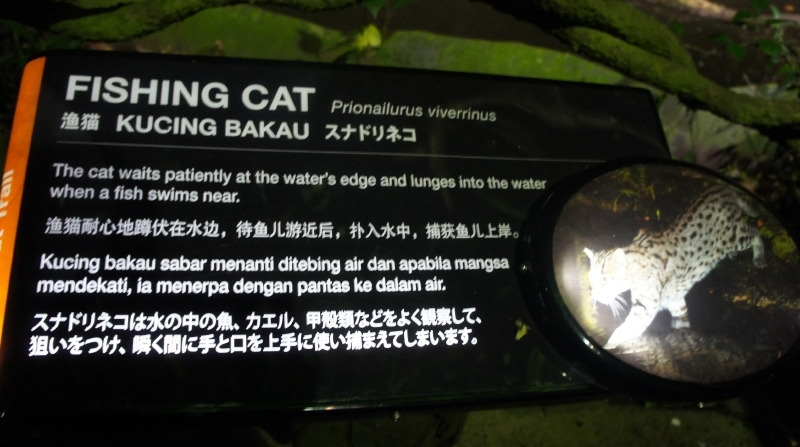 FISHING CAT Prionailurus viverrinus
渔猫 KUCING BAKAU スナドリネコ
The cat waits patiently at the water's edge and lunges into the water
when a fish swims near.
渔猫耐心地蹲伏在水边，待鱼儿游近后，扑入水中，捕获鱼儿上岸。
Kucing bakau sabar menanti ditebing air dan apabila mangsa
mendekati, ia menerpa dengan pantas ke dalam air.
スナドリネコは水の中の魚、カエル、甲殻類などをよく観察して、
狙いをつけ、瞬く間に手と口を上手に使い捕まえてしまいます。
Trail